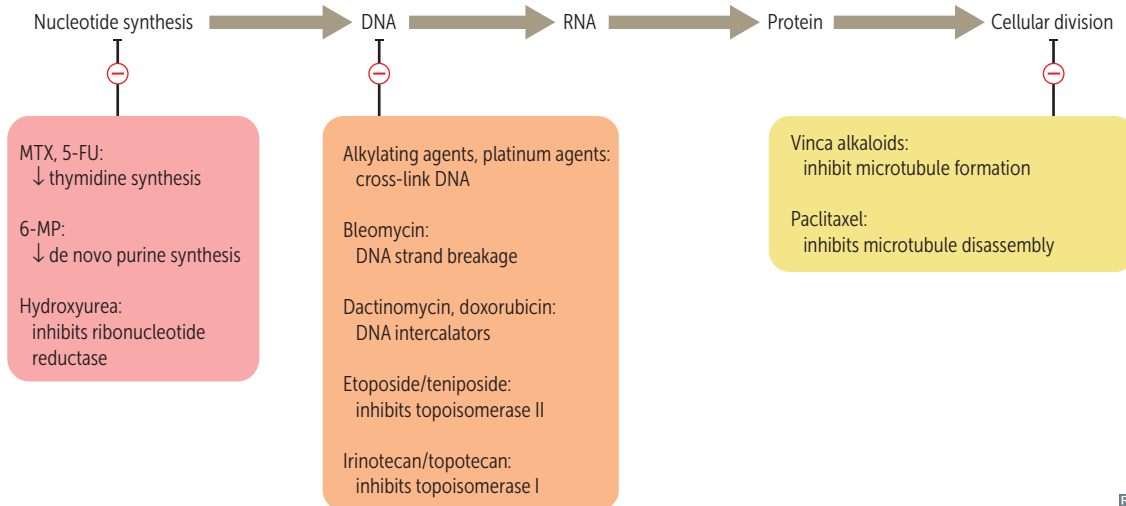 Nucleotide synthesis
DNA
RNA
Protein
Cellular division
MTX, 5-FU:
↓ thymidine synthesis
6-MP:
↓ de novo purine synthesis
Hydroxyurea:
inhibits ribonucleotide
reductase
Alkylating agents, platinum agents:
cross-link DNA
Bleomycin:
DNA strand breakage
Dactinomycin, doxorubicin:
DNA intercalators
Etoposide/teniposide:
inhibits topoisomerase II
Irinotecan/topotecan:
inhibits topoisomerase I
Vinca alkaloids:
inhibit microtubule formation
Paclitaxel:
inhibits microtubule disassembly